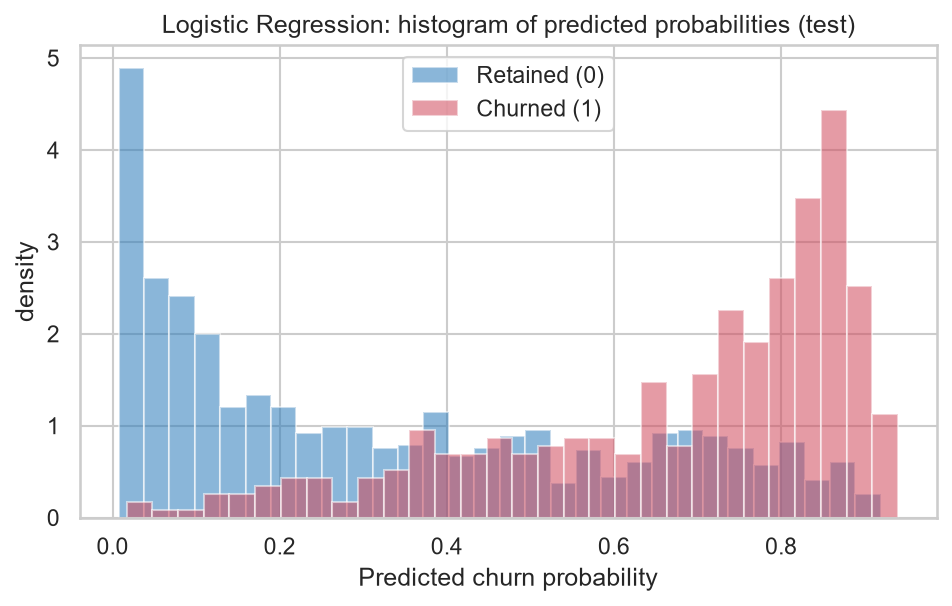 Logistic Regression: histogram of predicted probabilities (test)
Retained (0)
Churned (1)
density
5
4
3
2
1
0
0.0 0.2 0.4 0.6 0.8
Predicted churn probability